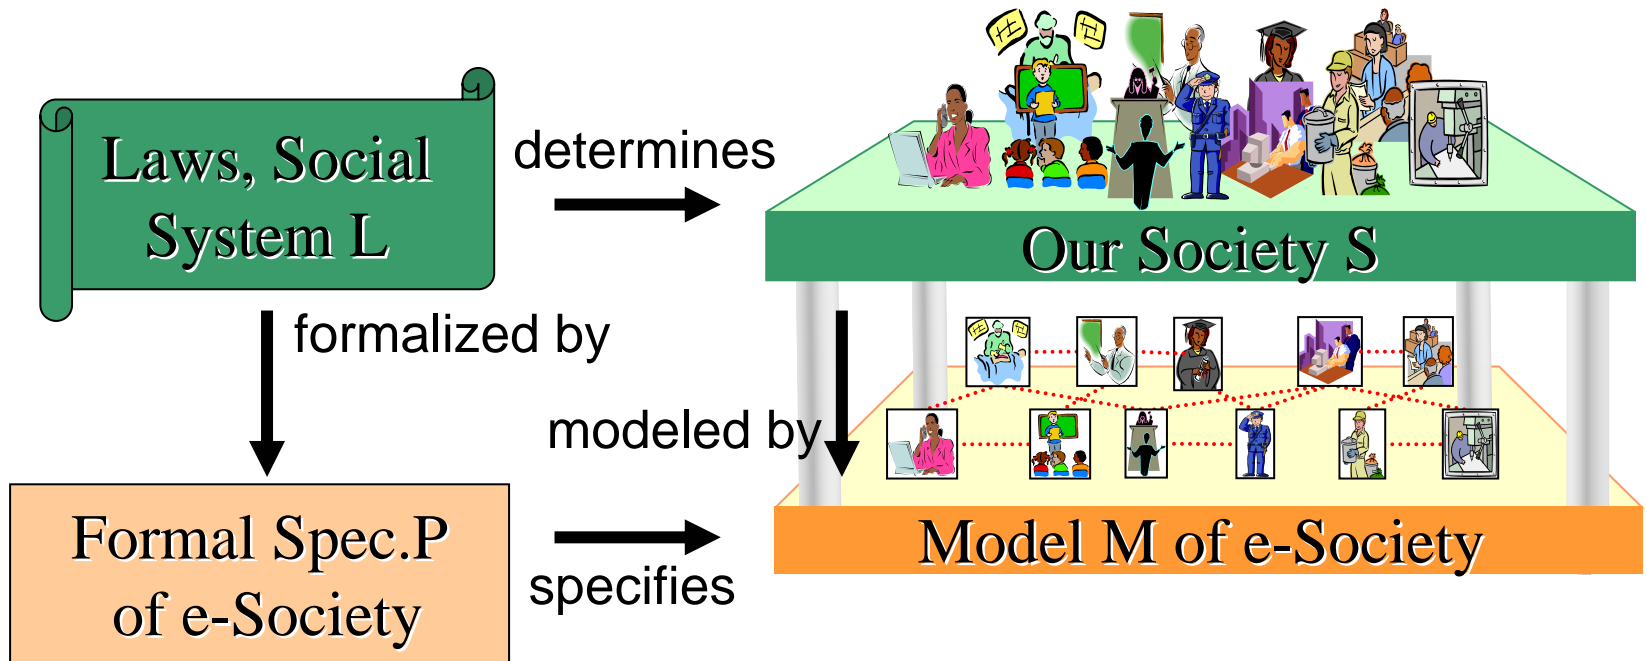 Laws, Social
System L
determines
Our Society S
formalized by
modeled by
Formal Spec.P
of e-Society
specifies
Model M of e-Society